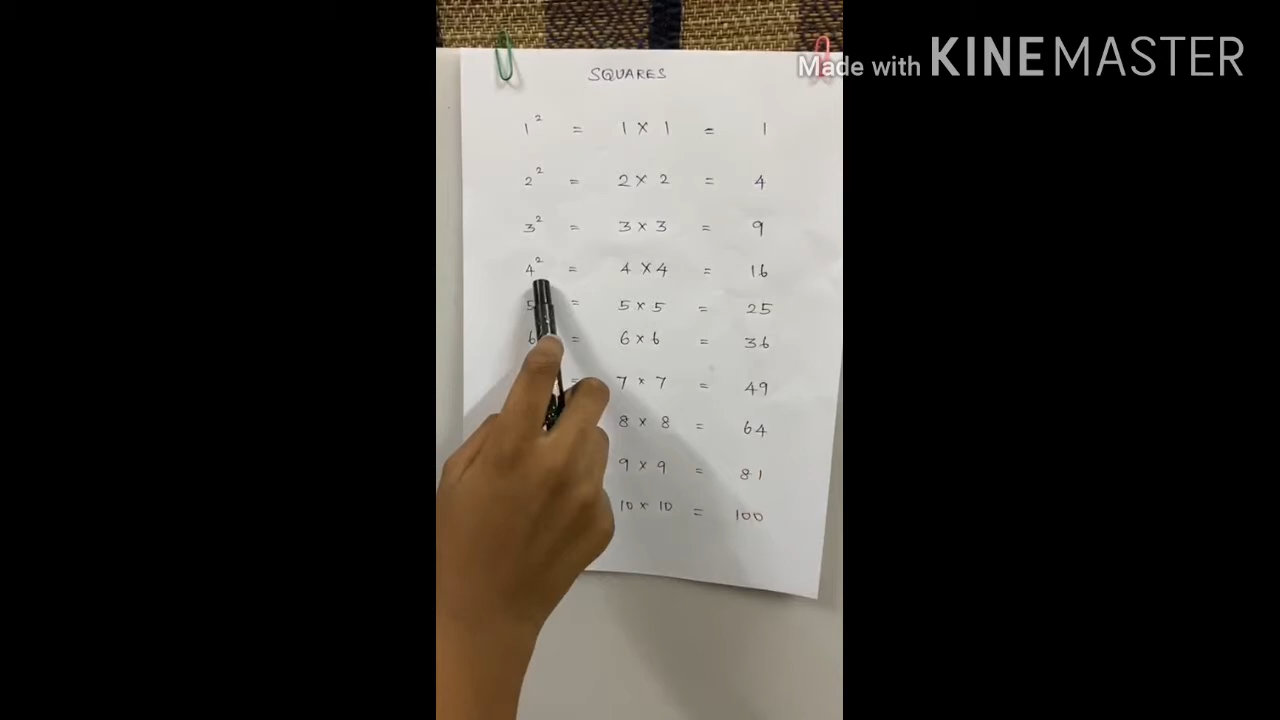 Made with KINEMASTER
SQUARES
1² = 1 × 1 = 1
2² = 2 × 2 = 4
3² = 3 × 3 = 9
4² = 4 × 4 = 16
5 = 5 × 5 = 25
6 = 6 × 6 = 36
= 7 × 7 = 49
8 × 8 = 64
9 × 9 = 81
10 × 10 = 100